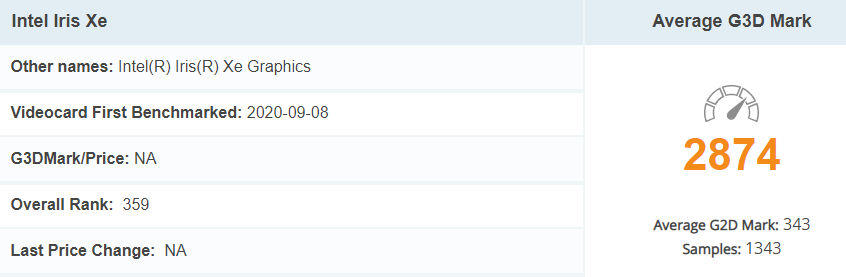 Intel Iris Xe
Average G3D Mark
Other names: Intel(R) Iris(R) Xe Graphics
Videocard First Benchmarked: 2020-09-08
G3DMark/Price: NA
2874
Overall Rank: 359
Average G2D Mark: 343
Last Price Change: NA
Samples: 1343